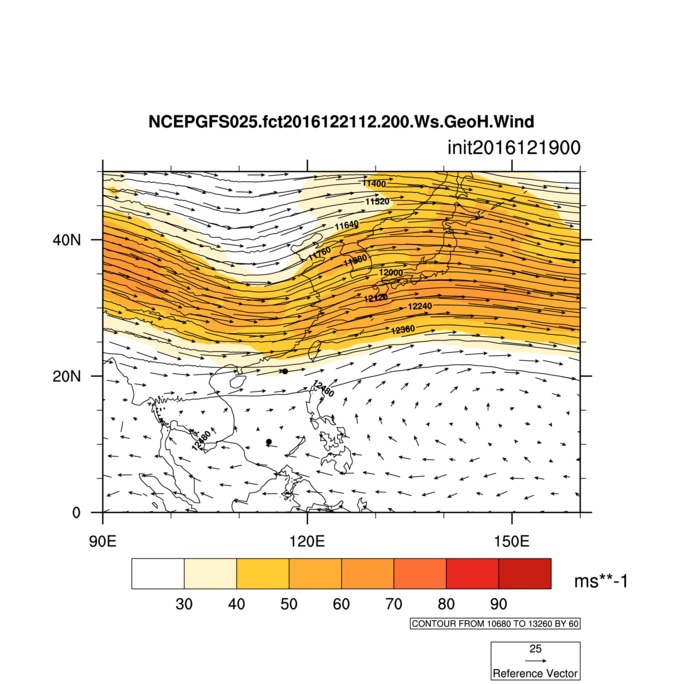 NCEPGFS025.fct2016122112.200.Ws.GeoH.Wind
init2016121900
11400
11520
11640
40N
11760
11880
12000
12120
12240
12360
20N
12480
12480
0
90E 120E 150E
ms**-1
30 40 50 60 70 80 90
CONTOUR FROM 10680 TO 13260 BY 60
25
Reference Vector